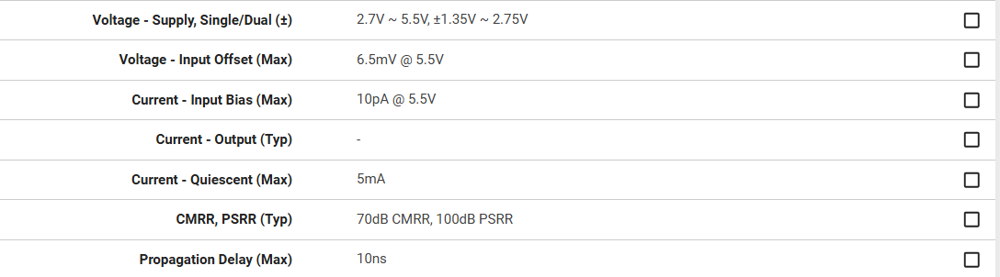 Voltage - Supply, Single/Dual (±) 2.7V ~ 5.5V, ±1.35V ~ 2.75V
Voltage - Input Offset (Max) 6.5mV @ 5.5V
Current - Input Bias (Max) 10pA @ 5.5V
Current - Output (Typ) -
Current - Quiescent (Max) 5mA
CMRR, PSRR (Typ) 70dB CMRR, 100dB PSRR
Propagation Delay (Max) 10ns